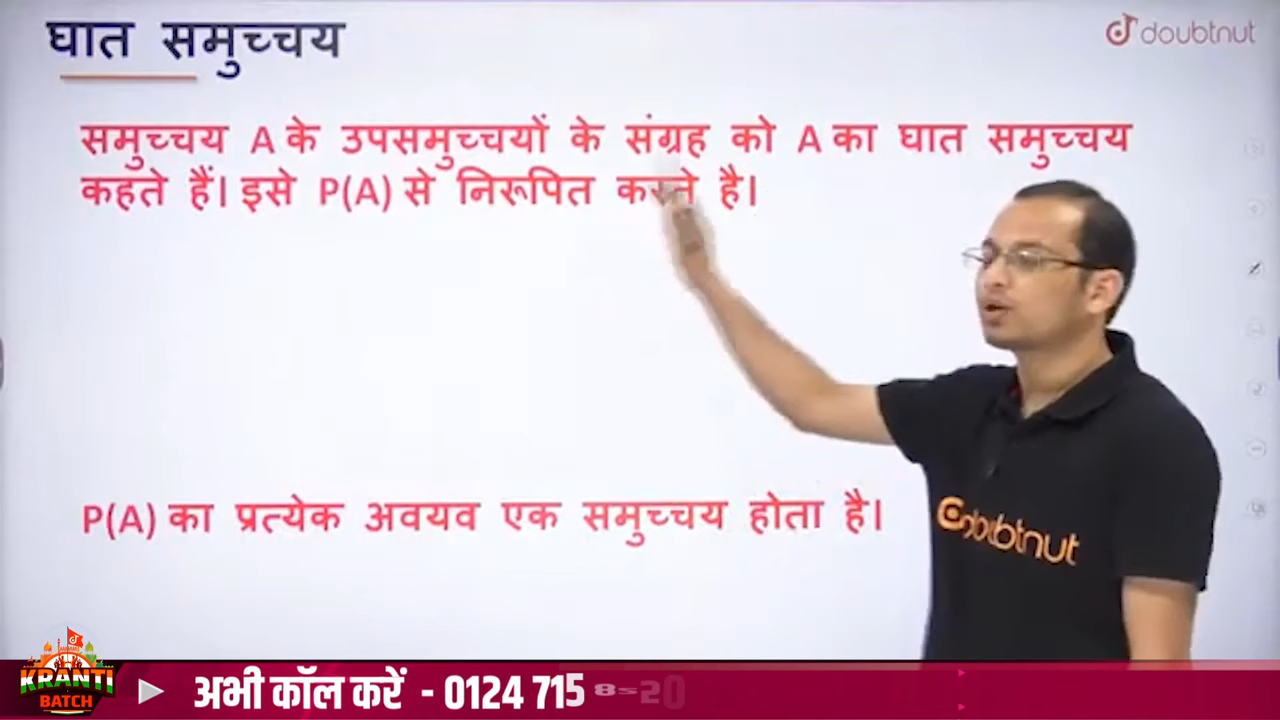 घात समुच्चय
doubtnut
समुच्चय A के उपसमुच्चयों के संग्रह को A का घात समुच्चय
कहते हैं। इसे P(A) से निरुपित करते है।
P(A) का प्रत्येक अवयव एक समुच्चय होता है।
doubtnut
KRANTI
BATCH
अभी कॉल करें - 0124 715